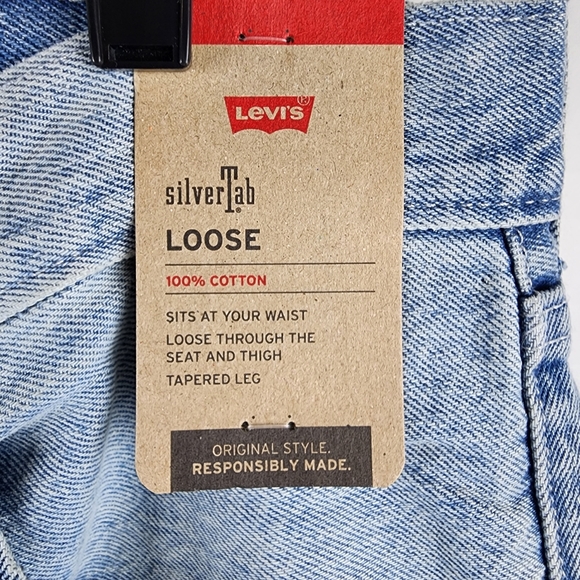 Levi's ®
silverTab®
LOOSE
100% COTTON
SITS AT YOUR WAIST
LOOSE THROUGH THE
SEAT AND THIGH
TAPERED LEG
ORIGINAL STYLE.
RESPONSIBLY MADE.